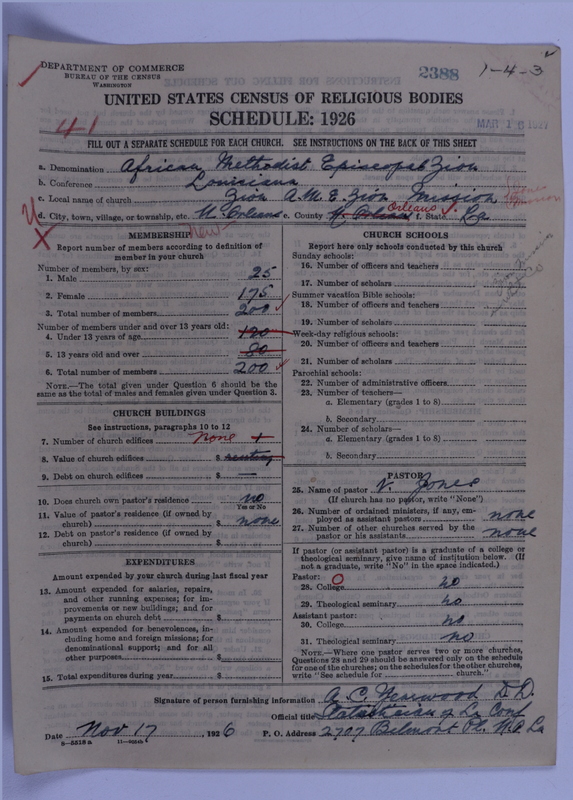 DEPARTMENT OF COMMERCE
BUREAU OF THE CENSUS
WASHINGTON
2388
1-4-3
UNITED STATES CENSUS OF RELIGIOUS BODIES
SCHEDULE: 1926
41
FILL OUT A SEPARATE SCHEDULE FOR EACH CHURCH. SEE INSTRUCTIONS ON THE BACK OF THIS SHEET
a. Denomination African Methodist Episcopal Zion
b. Conference Louisiana
c. Local name of church Zion A.M.E. Zion Mission
d. City, town, village, or township, etc. N. Orleans e. County Orleans f. State La
New
MEMBERSHIP
Report number of members according to definition of
member in your church
Number of members, by sex:
1. Male 25
2. Female 175
3. Total number of members 200
Number of members under and over 13 years old:
4. Under 13 years of age 120
5. 13 years old and over 80
6. Total number of members 200
NOTE.—The total given under Question 6 should be the
same as the total of males and females given under Question 3.
CHURCH BUILDINGS
See instructions, paragraphs 10 to 12
7. Number of church edifices none
8. Value of church edifices $ renting
9. Debt on church edifices $ —
10. Does church own pastor's residence no
Yes or No
11. Value of pastor's residence (if owned by
church) $ none
12. Debt on pastor's residence (if owned by
church) $
EXPENDITURES
Amount expended by your church during last fiscal year
13. Amount expended for salaries, repairs,
and other running expenses; for im-
provements or new buildings; and for
payments on church debt $
14. Amount expended for benevolences, in-
cluding home and foreign missions; for
denominational support; and for all
other purposes $
15. Total expenditures during year $
CHURCH SCHOOLS
Report here only schools conducted by this church
Sunday schools:
16. Number of officers and teachers
17. Number of scholars
Summer vacation Bible schools:
18. Number of officers and teachers
19. Number of scholars
Week-day religious schools:
20. Number of officers and teachers
21. Number of scholars
Parochial schools:
22. Number of administrative officers
23. Number of teachers—
a. Elementary (grades 1 to 8)
b. Secondary
24. Number of scholars—
a. Elementary (grades 1 to 8)
b. Secondary
PASTOR
25. Name of pastor V. Jones
(If church has no pastor, write "None")
26. Number of ordained ministers, if any, em-
ployed as assistant pastors none
27. Number of other churches served by the
pastor or his assistants none
If pastor (or assistant pastor) is a graduate of a college or
theological seminary, give name of institution below. (If
not a graduate, write "No" in the space indicated.)
Pastor:
28. College no
29. Theological seminary no
Assistant pastor:
30. College no
31. Theological seminary no
NOTE.—Where one pastor serves two or more churches,
Questions 28 and 29 should be answered only on the schedule
for one of the churches; on the schedules for the other churches,
write "See schedule for church."
Signature of person furnishing information A. C. Yearwood D.D.
Official title Statistician of La Conf
Date Nov 17, 1926 P. O. Address 2707 Belmont Pl. N.O. La
8—5518a